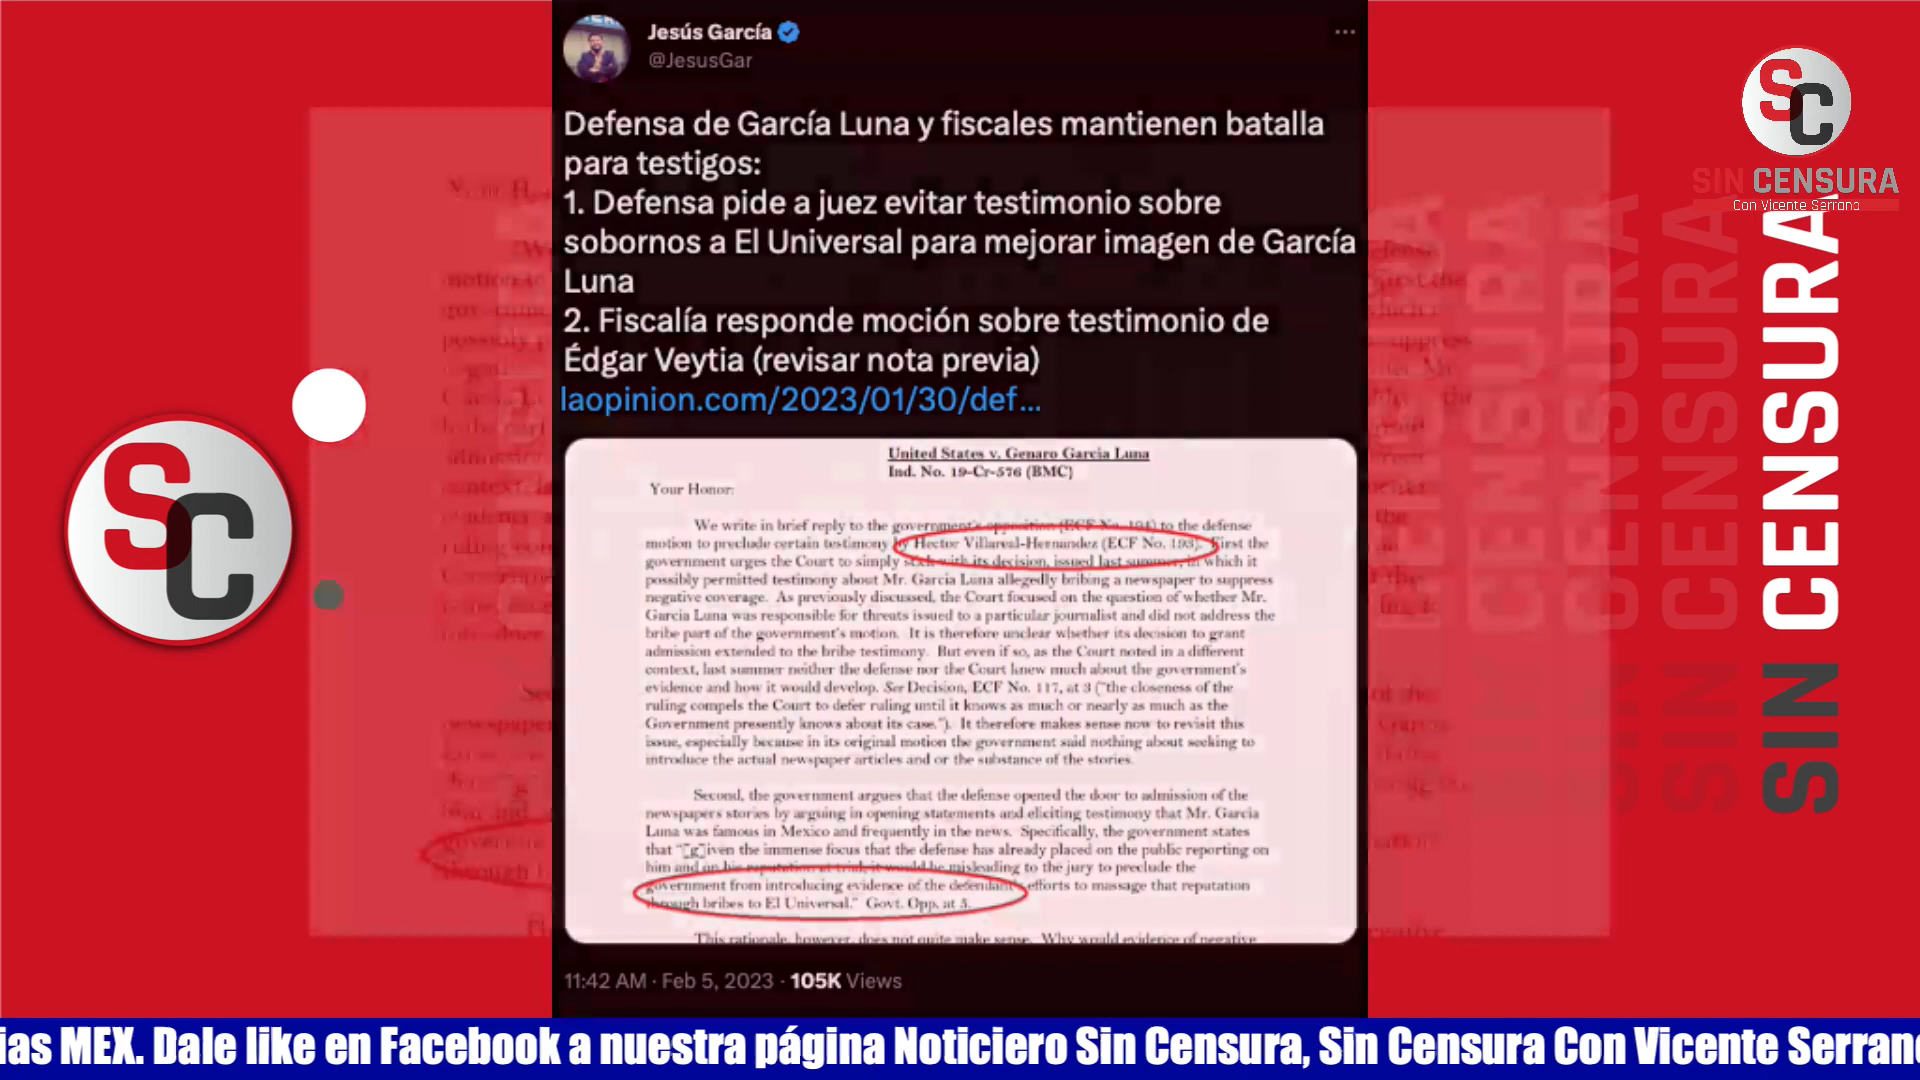 Jesús García
@JesusGar
Defensa de García Luna y fiscales mantienen batalla
para testigos:
1. Defensa pide a juez evitar testimonio sobre
sobornos a El Universal para mejorar imagen de García
Luna
2. Fiscalía responde moción sobre testimonio de
Édgar Veytia (revisar nota previa)
laopinion.com/2023/01/30/def...
United States v. Genaro Garcia Luna
Ind. No. 19-Cr-576 (BMC)
Your Honor:
We write in brief reply to the government's opposition (ECF No. 194) to the defense
motion to preclude certain testimony by Hector Villareal-Hernandez (ECF No. 193). First the
government urges the Court to simply stick with its decision, issued last summer, in which it
possibly permitted testimony about Mr. Garcia Luna allegedly bribing a newspaper to suppress
negative coverage. As previously discussed, the Court focused on the question of whether Mr.
Garcia Luna was responsible for threats issued to a particular journalist and did not address the
bribe part of the government's motion. It is therefore unclear whether its decision to grant
admission extended to the bribe testimony. But even if so, as the Court noted in a different
context, last summer neither the defense nor the Court knew much about the government's
evidence and how it would develop. See Decision, ECF No. 117, at 3 ("the closeness of the
ruling compels the Court to defer ruling until it knows as much or nearly as much as the
Government presently knows about its case."). It therefore makes sense now to revisit this
issue, especially because in its original motion the government said nothing about seeking to
introduce the actual newspaper articles and or the substance of the stories.
Second, the government argues that the defense opened the door to admission of the
newspapers stories by arguing in opening statements and eliciting testimony that Mr. Garcia
Luna was famous in Mexico and frequently in the news. Specifically, the government states
that "[g]iven the immense focus that the defense has already placed on the public reporting on
him and on his reputation at trial, it would be misleading to the jury to preclude the
government from introducing evidence of the defendant's efforts to massage that reputation
through bribes to El Universal." Govt. Opp. at 5.
This rationale, however, does not quite make sense. Why would evidence of negative
11:42 AM · Feb 5, 2023 · 105K Views
SC
SC
SIN CENSURA
Con Vicente Serrano
SIN CENSURA
ias MEX. Dale like en Facebook a nuestra página Noticiero Sin Censura, Sin Censura Con Vicente Serrano